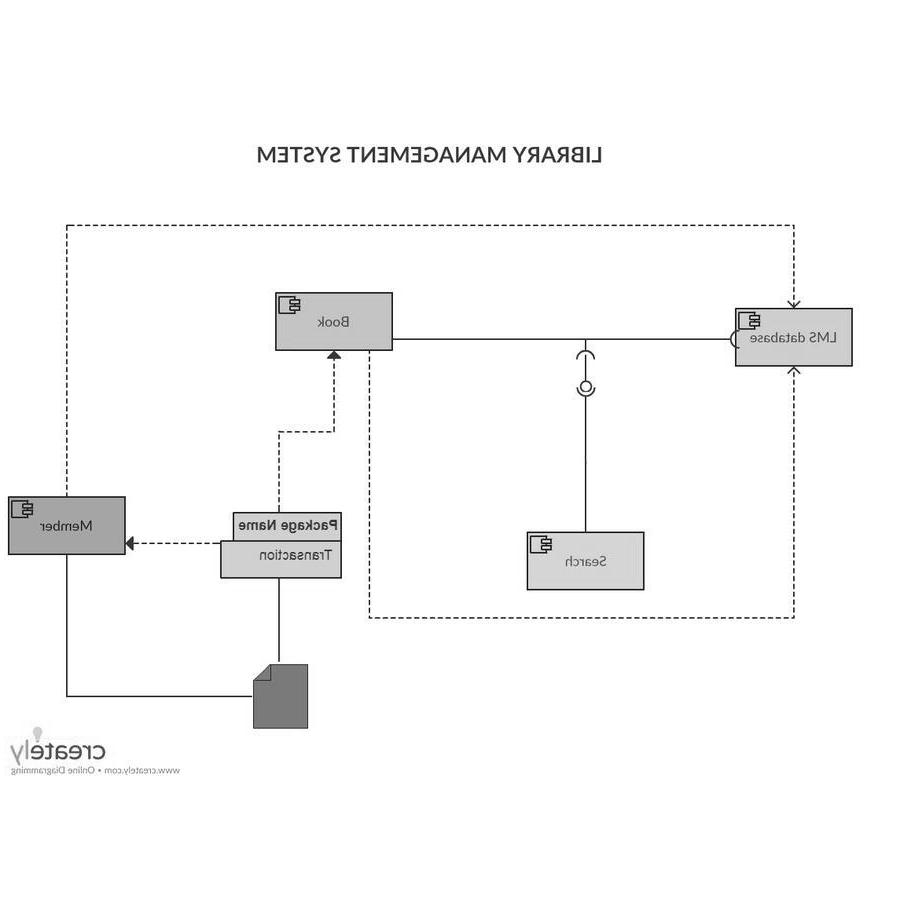 LIBRARY MANAGEMENT SYSTEM
Book
LMS database
Member
Package Name
Transaction
Search
creately
www.creately.com • Online Diagramming